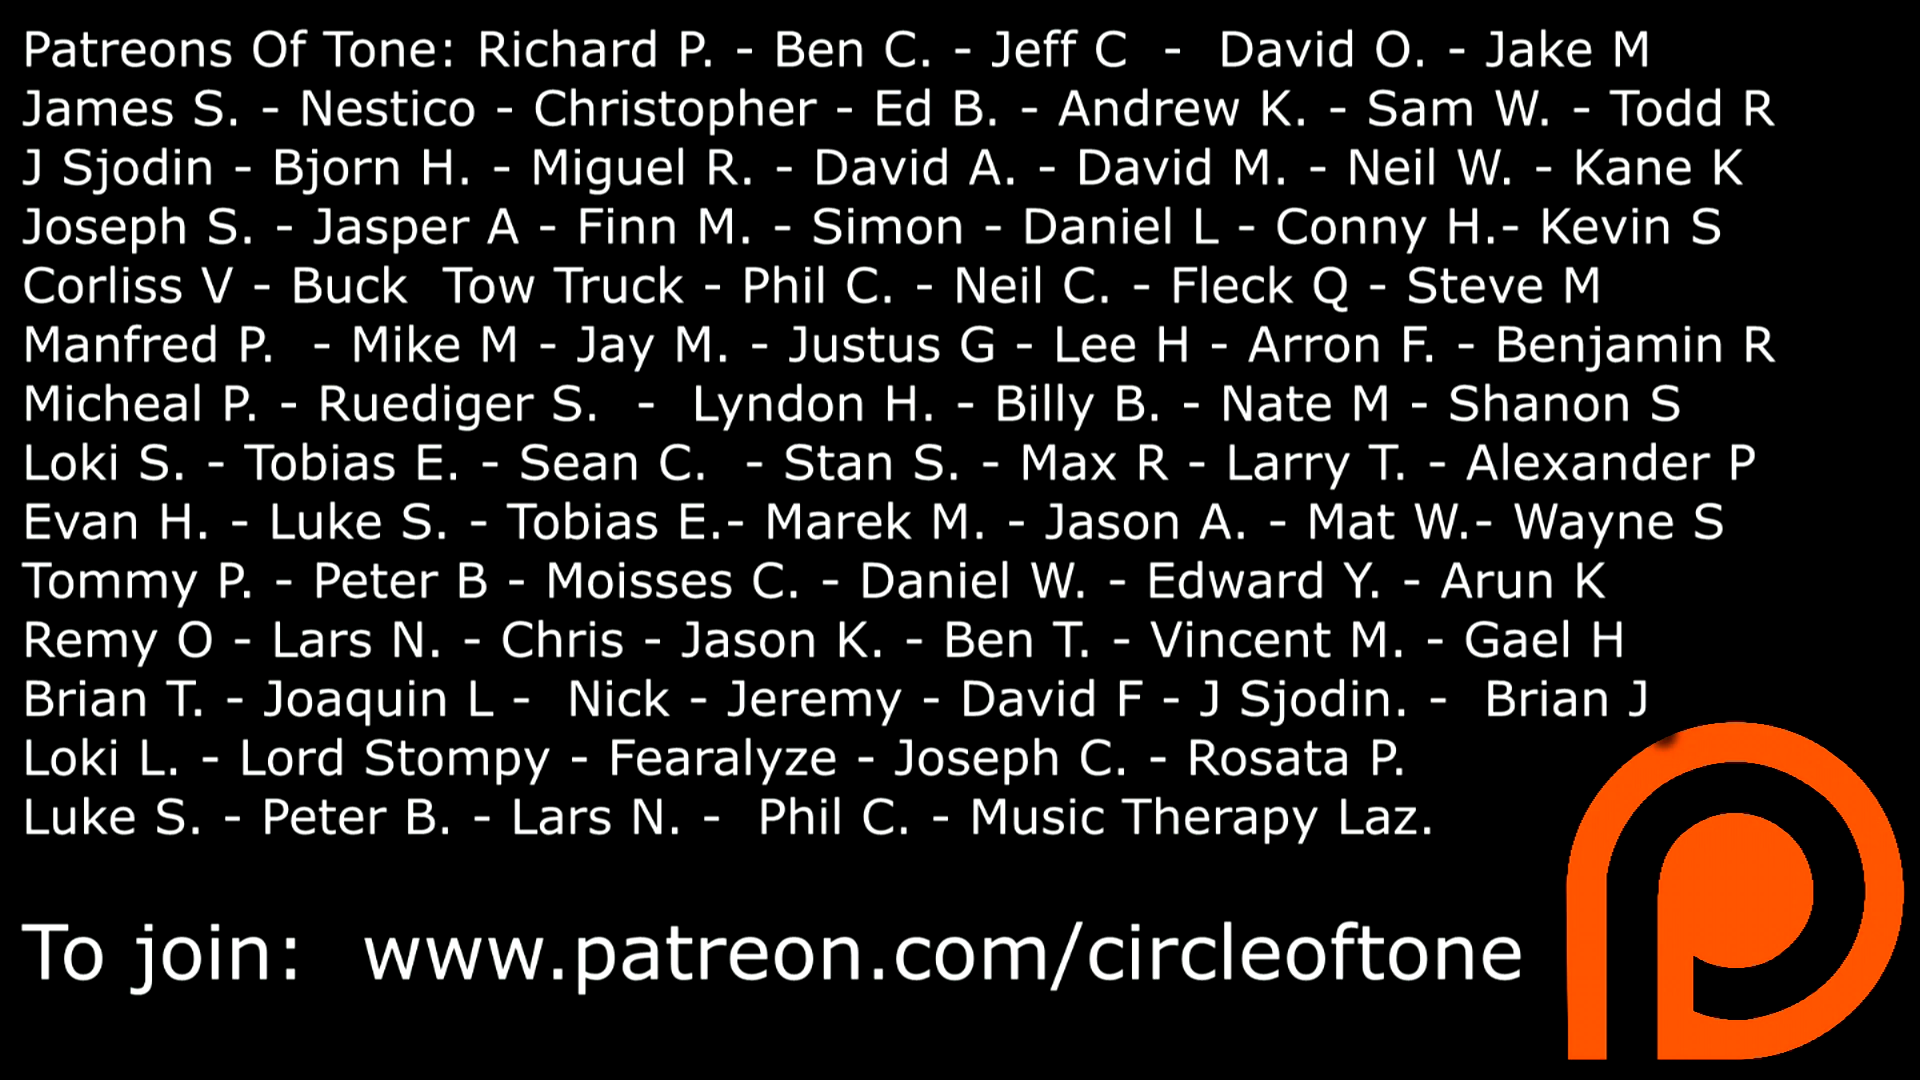 Patreons Of Tone: Richard P. - Ben C. - Jeff C  -  David O. - Jake M
James S. - Nestico - Christopher - Ed B. - Andrew K. - Sam W. - Todd R
J Sjodin - Bjorn H. - Miguel R. - David A. - David M. - Neil W. - Kane K
Joseph S. - Jasper A - Finn M. - Simon - Daniel L - Conny H.- Kevin S
Corliss V - Buck  Tow Truck - Phil C. - Neil C. - Fleck Q - Steve M
Manfred P.  - Mike M - Jay M. - Justus G - Lee H - Arron F. - Benjamin R
Micheal P. - Ruediger S.  -  Lyndon H. - Billy B. - Nate M - Shanon S
Loki S. - Tobias E. - Sean C.  - Stan S. - Max R - Larry T. - Alexander P
Evan H. - Luke S. - Tobias E.- Marek M. - Jason A. - Mat W.- Wayne S
Tommy P. - Peter B - Moisses C. - Daniel W. - Edward Y. - Arun K
Remy O - Lars N. - Chris - Jason K. - Ben T. - Vincent M. - Gael H
Brian T. - Joaquin L -  Nick - Jeremy - David F - J Sjodin. -  Brian J
Loki L. - Lord Stompy - Fearalyze - Joseph C. - Rosata P.
Luke S. - Peter B. - Lars N. -  Phil C. - Music Therapy Laz.
To join:  www.patreon.com/circleoftone